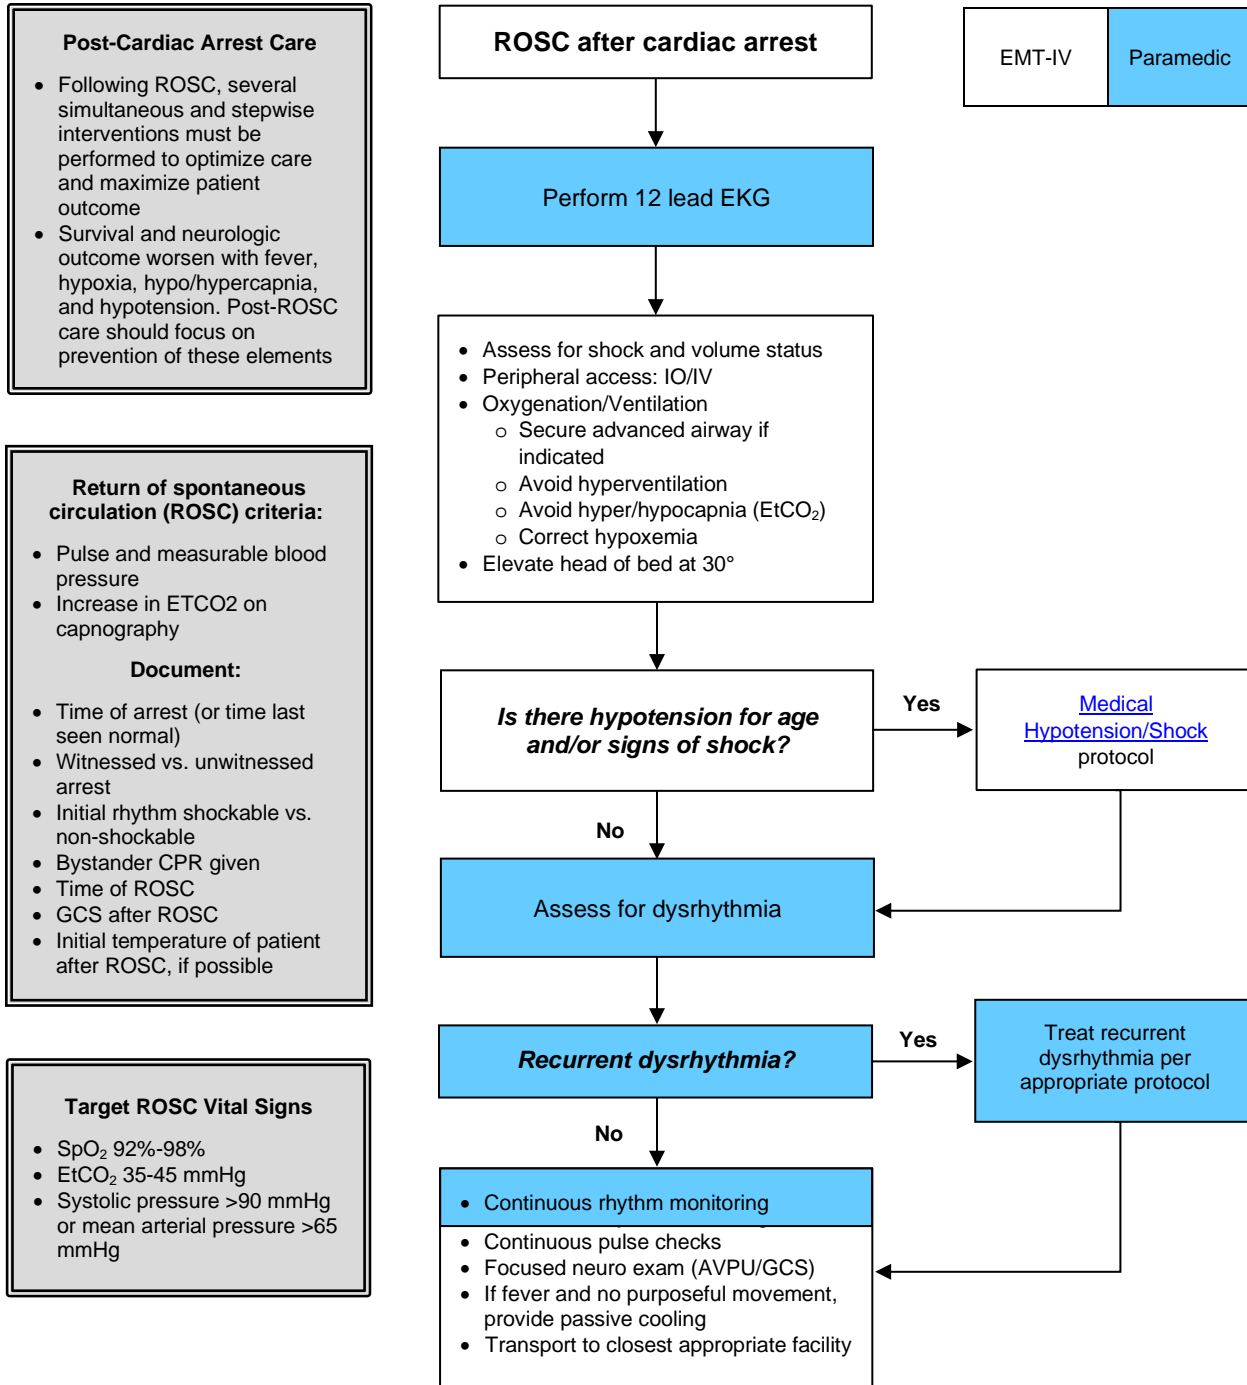 Post-Cardiac Arrest Care
• Following ROSC, several
simultaneous and stepwise
interventions must be
performed to optimize care
and maximize patient
outcome
• Survival and neurologic
outcome worsen with fever,
hypoxia, hypo/hypercapnia,
and hypotension. Post-ROSC
care should focus on
prevention of these elements
Return of spontaneous
circulation (ROSC) criteria:
• Pulse and measurable blood
pressure
• Increase in ETCO2 on
capnography
Document:
• Time of arrest (or time last
seen normal)
• Witnessed vs. unwitnessed
arrest
• Initial rhythm shockable vs.
non-shockable
• Bystander CPR given
• Time of ROSC
• GCS after ROSC
• Initial temperature of patient
after ROSC, if possible
Target ROSC Vital Signs
• SpO₂ 92%-98%
• EtCO₂ 35-45 mmHg
• Systolic pressure >90 mmHg
or mean arterial pressure >65
mmHg
ROSC after cardiac arrest
EMT-IV
Paramedic
Perform 12 lead EKG
• Assess for shock and volume status
• Peripheral access: IO/IV
• Oxygenation/Ventilation
o Secure advanced airway if
indicated
o Avoid hyperventilation
o Avoid hyper/hypocapnia (EtCO₂)
o Correct hypoxemia
• Elevate head of bed at 30°
Is there hypotension for age
and/or signs of shock?
Yes
Medical
Hypotension/Shock
protocol
No
Assess for dysrhythmia
Recurrent dysrhythmia?
Yes
Treat recurrent
dysrhythmia per
appropriate protocol
No
• Continuous rhythm monitoring
• Continuous pulse checks
• Focused neuro exam (AVPU/GCS)
• If fever and no purposeful movement,
provide passive cooling
• Transport to closest appropriate facility